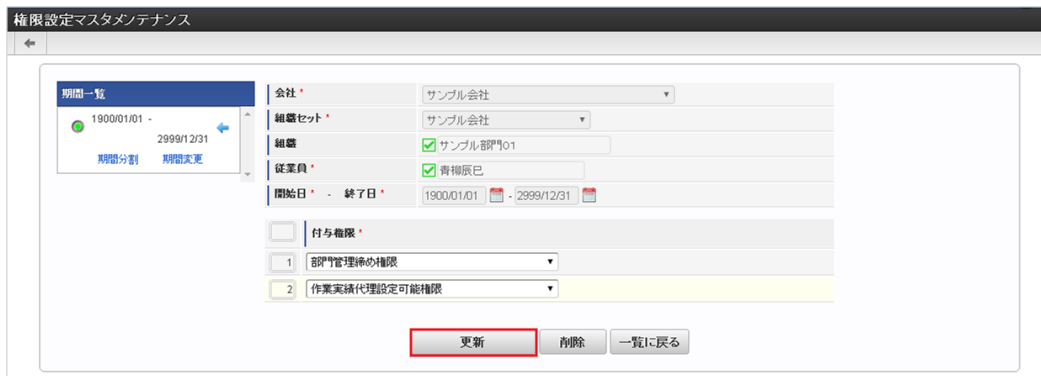 権限設定マスタメンテナンス
期間一覧
1900/01/01 -
2999/12/31
期間分割 期間変更
会社 * サンプル会社
組織セット * サンプル会社
組織 サンプル部門01
従業員 * 青柳辰巳
開始日 * - 終了日 * 1900/01/01 - 2999/12/31
付与権限 *
1 部門管理締め権限
2 作業実績代理設定可能権限
更新 削除 一覧に戻る